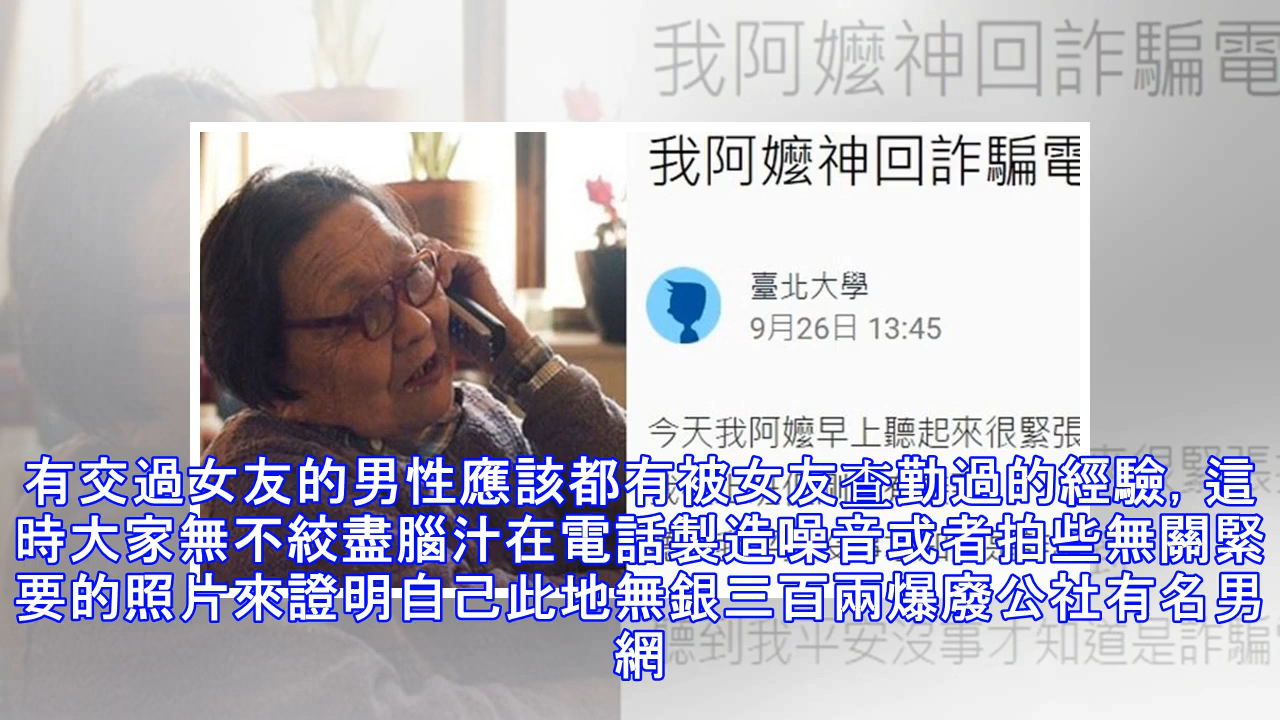 我阿嬤神回詐騙電
我阿嬤神回詐騙電
臺北大學
9月26日 13:45
今天我阿嬤早上聽起來很緊張
有交過女友的男性應該都有被女友查勤過的經驗, 這
時大家無不絞盡腦汁在電話製造噪音或者拍些無關緊
要的照片來證明自己此地無銀三百兩爆廢公社有名男
網
聽到我平安沒事才知道是詐騙